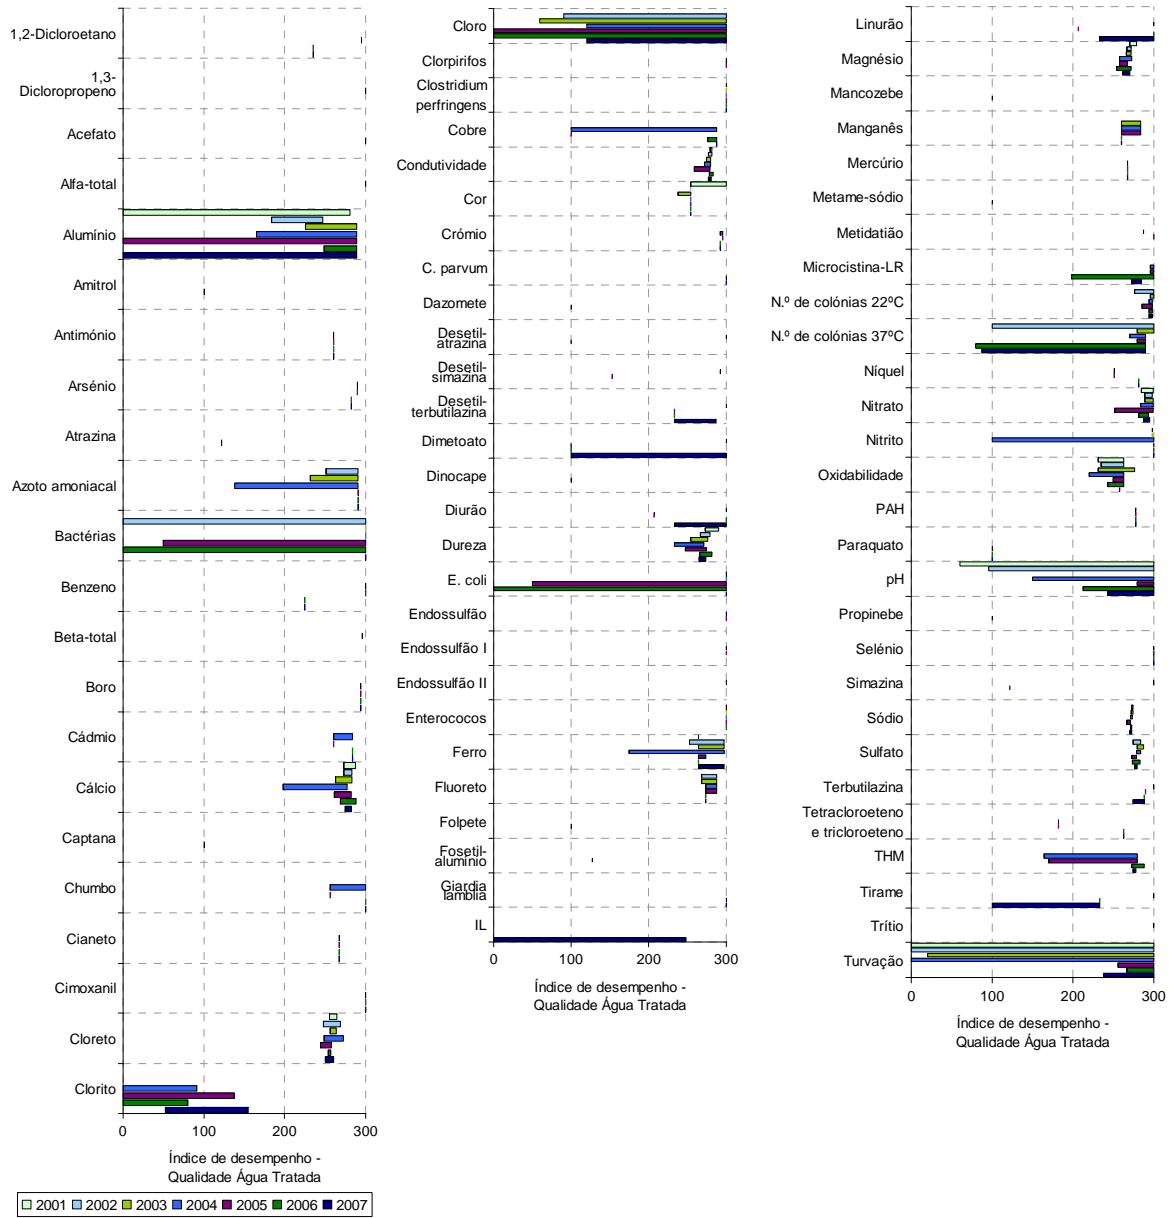 1,2-Dicloroetano
1,3-
Dicloropropeno
Acefato
Alfa-total
Alumínio
Amitrol
Antimónio
Arsénio
Atrazina
Azoto amoniacal
Bactérias
Benzeno
Beta-total
Boro
Cádmio
Cálcio
Captana
Chumbo
Cianeto
Cimoxanil
Cloreto
Clorito
0 100 200 300
Índice de desempenho -
Qualidade Água Tratada
Cloro
Clorpirifos
Clostridium
perfringens
Cobre
Condutividade
Cor
Crómio
C. parvum
Dazomete
Desetil-
atrazina
Desetil-
simazina
Desetil-
terbutilazina
Dimetoato
Dinocape
Diurão
Dureza
E. coli
Endossulfão
Endossulfão I
Endossulfão II
Enterococos
Ferro
Fluoreto
Folpete
Fosetil-
alumínio
Giardia
lamblia
IL
0 100 200 300
Índice de desempenho -
Qualidade Água Tratada
Linurão
Magnésio
Mancozebe
Manganês
Mercúrio
Metame-sódio
Metidatião
Microcistina-LR
N.º de colónias 22ºC
N.º de colónias 37ºC
Níquel
Nitrato
Nitrito
Oxidabilidade
PAH
Paraquato
pH
Propinebe
Selénio
Simazina
Sódio
Sulfato
Terbutilazina
Tetracloroeteno
e tricloroeteno
THM
Tirame
Trítio
Turvação
0 100 200 300
Índice de desempenho -
Qualidade Água Tratada
2001 2002 2003 2004 2005 2006 2007